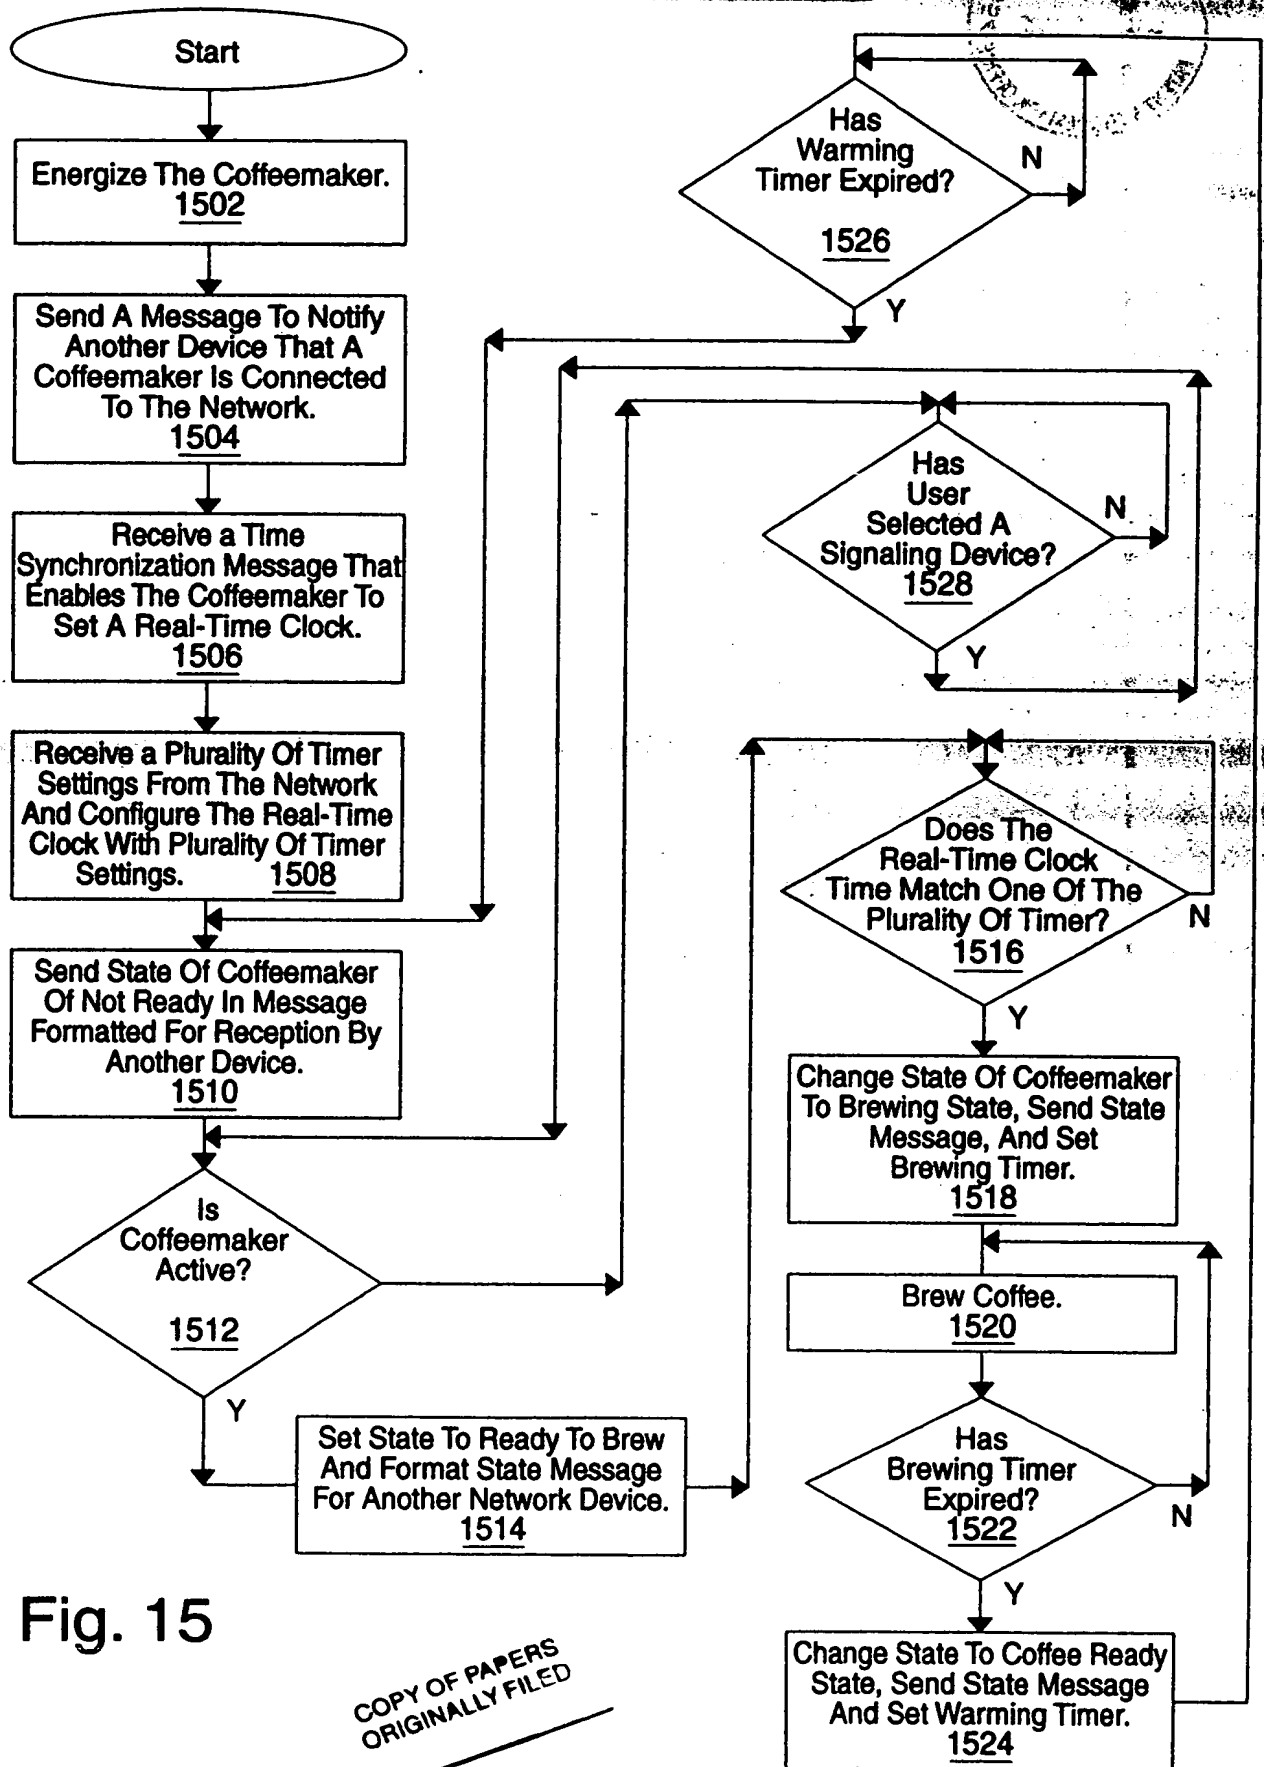 Start
Energize The Coffeemaker.
1502
Send A Message To Notify
Another Device That A
Coffeemaker Is Connected
To The Network.
1504
Receive a Time
Synchronization Message That
Enables The Coffeemaker To
Set A Real-Time Clock.
1506
Receive a Plurality Of Timer
Settings From The Network
And Configure The Real-Time
Clock With Plurality Of Timer
Settings. 1508
Send State Of Coffeemaker
Of Not Ready In Message
Formatted For Reception By
Another Device.
1510
Is
Coffeemaker
Active?
1512
Y
Set State To Ready To Brew
And Format State Message
For Another Network Device.
1514
Has
Warming
Timer Expired?
1526
N
Y
Has
User
Selected A
Signaling Device?
1528
N
Y
Does The
Real-Time Clock
Time Match One Of The
Plurality Of Timer?
1516
N
Y
Change State Of Coffeemaker
To Brewing State, Send State
Message, And Set
Brewing Timer.
1518
Brew Coffee.
1520
Has
Brewing Timer
Expired?
1522
N
Y
Change State To Coffee Ready
State, Send State Message
And Set Warming Timer.
1524
Fig. 15
COPY OF PAPERS
ORIGINALLY FILED